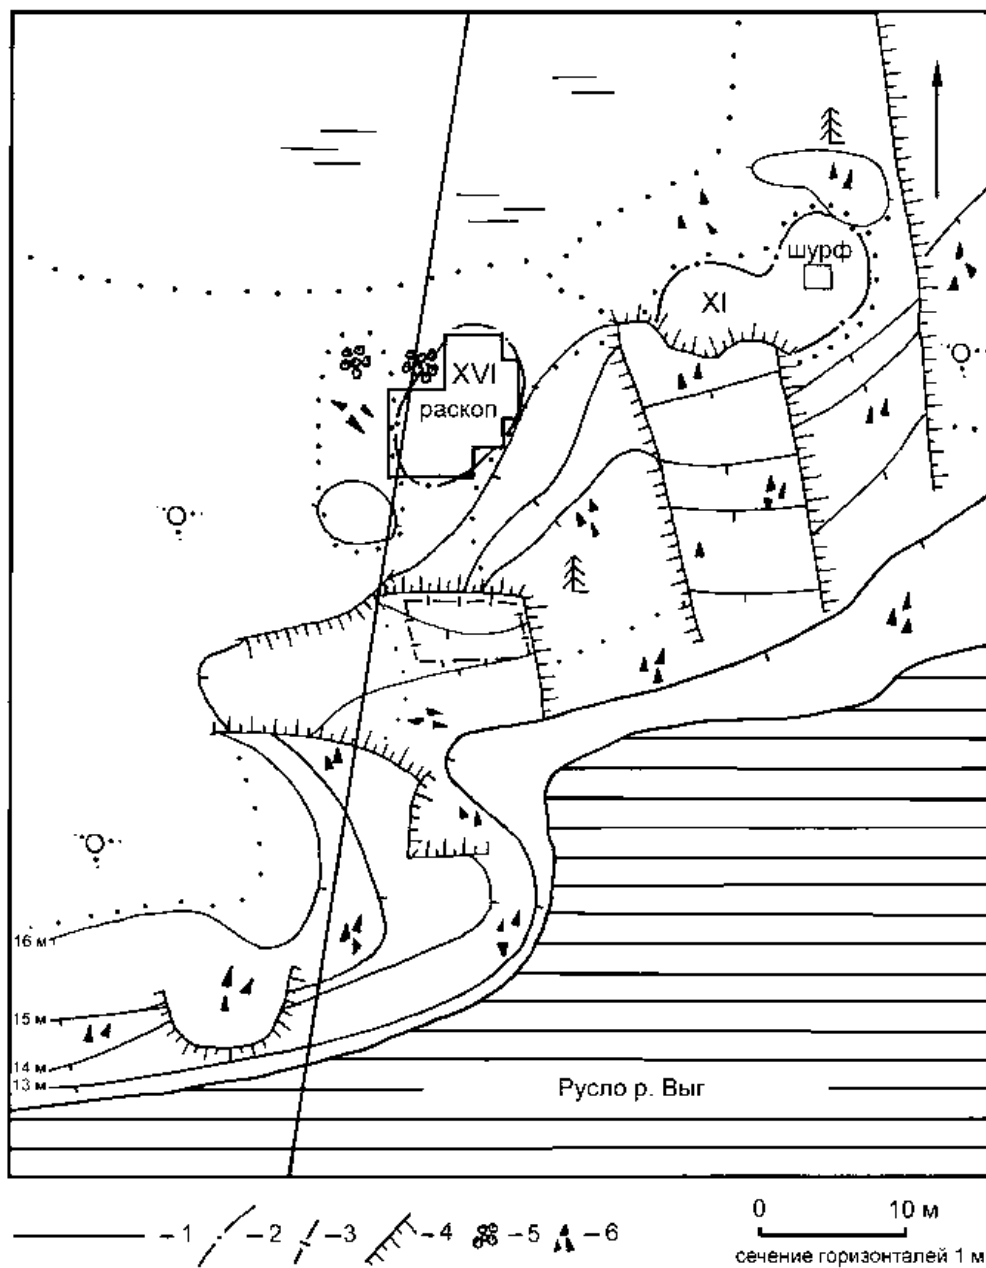 шурф
XI
XVI
раскоп
16 м
15 м
14 м
13 м
Русло р. Выг
0 10 м
– 1 – 2 – 3 – 4 – 5 – 6
сечение горизонталей 1 м